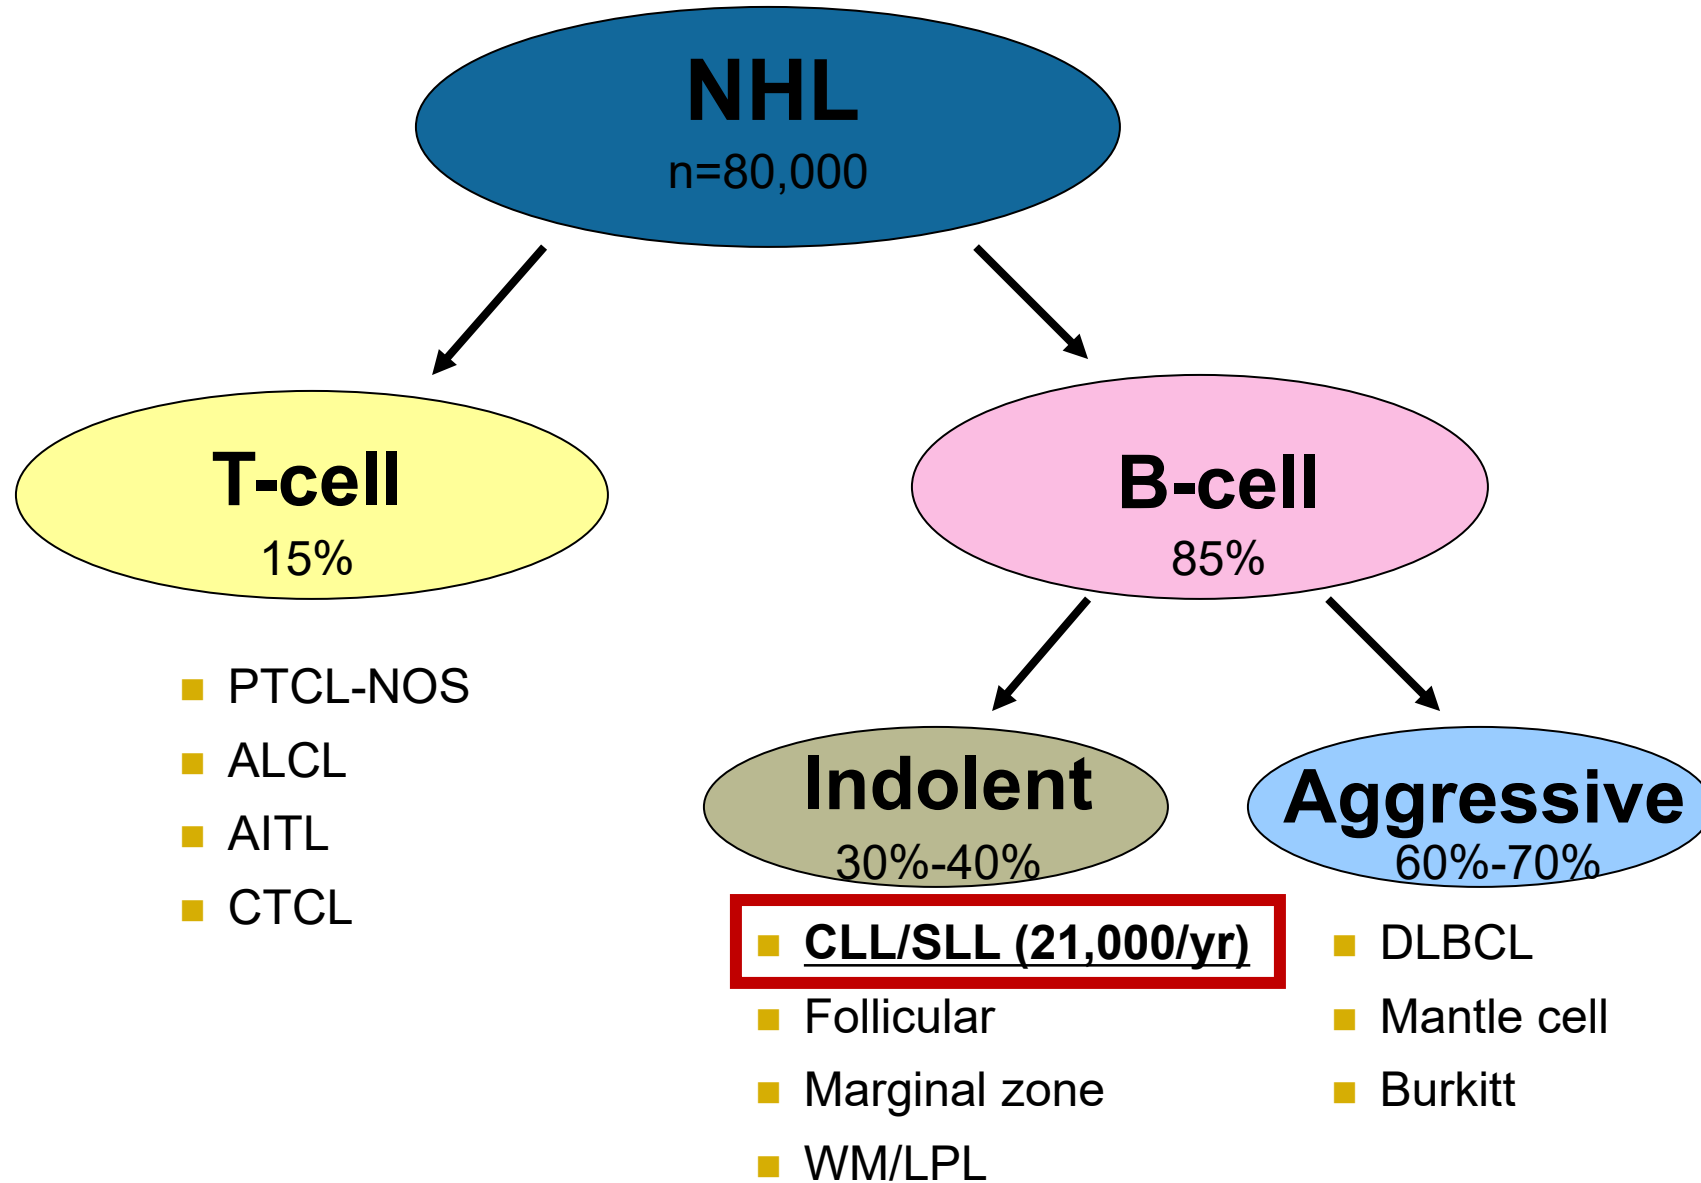 NHL
n=80,000
T-cell
15%
B-cell
85%
■ PTCL-NOS
■ ALCL
■ AITL
■ CTCL
Indolent
30%-40%
■ CLL/SLL (21,000/yr)
■ Follicular
■ Marginal zone
■ WM/LPL
Aggressive
60%-70%
■ DLBCL
■ Mantle cell
■ Burkitt